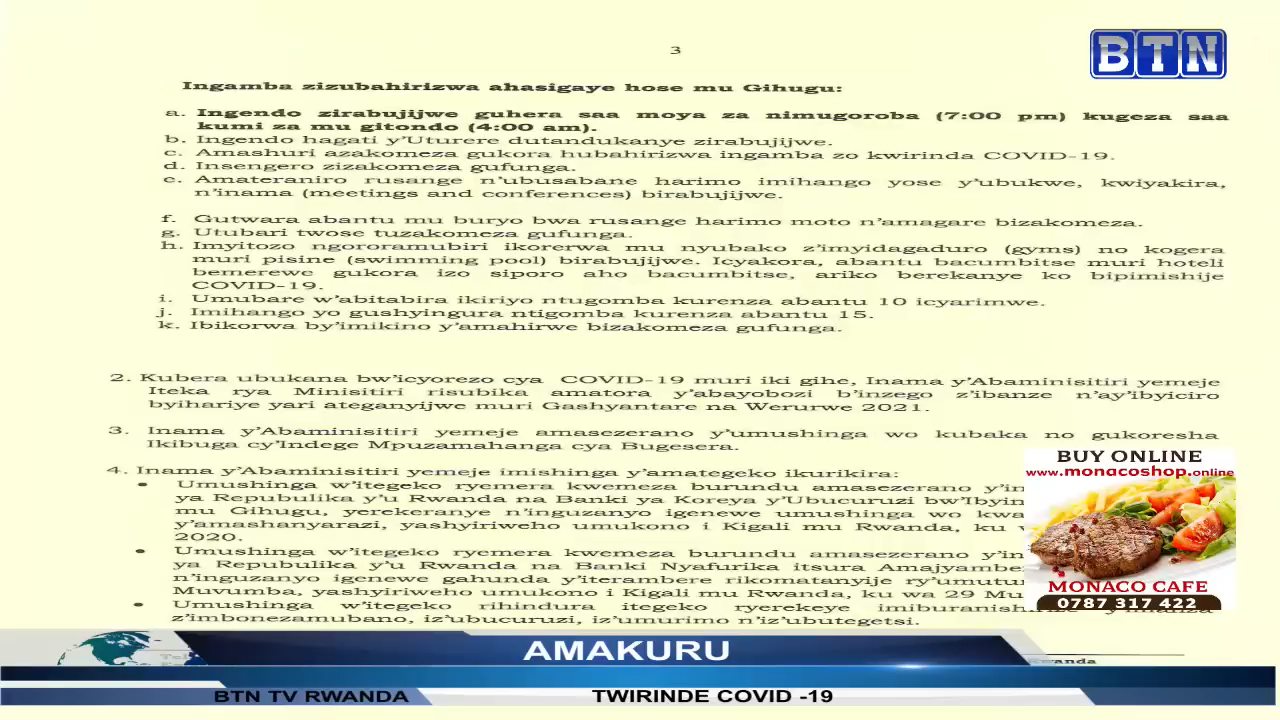 3
BTN
Ingamba zizubahirizwa ahasigaye hose mu Gihugu:
a. Ingendo zirabujijwe guhera saa moya za nimugoroba (7:00 pm) kugeza saa
kumi za mu gitondo (4:00 am).
b. Ingendo hagati y'Uturere dutandukanye zirabujijwe.
c. Amashuri azakomeza gukora hubahirizwa ingamba zo kwirinda COVID-19.
d. Insengero zizakomeza gufunga.
e. Amateraniro rusange n'ubusabane harimo imihango yose y'ubukwe, kwiyakira,
n'inama (meetings and conferences) birabujijwe.
f. Gutwara abantu mu buryo bwa rusange harimo moto n'amagare bizakomeza.
g. Utubari twose tuzakomeza gufunga.
h. Imyitozo ngororamubiri ikorerwa mu nyubako z'imyidagaduro (gyms) no kogera
muri pisine (swimming pool) birabujijwe. Icyakora, abantu bacumbitse muri hoteli
bemerewe gukora izo siporo aho bacumbitse, ariko berekanye ko bipimishije
COVID-19.
i. Umubare w'abitabira ikiriyo ntugomba kurenza abantu 10 icyarimwe.
j. Imihango yo gushyingura ntigomba kurenza abantu 15.
k. Ibikorwa by'imikino y'amahirwe bizakomeza gufunga.
2. Kubera ubukana bw'icyorezo cya COVID-19 muri iki gihe, Inama y'Abaminisitiri yemeje
Iteka rya Minisitiri risubika amatora y'abayobozi b'inzego z'ibanze n'ay'ibyiciro
byihariye yari ateganyijwe muri Gashyantare na Werurwe 2021.
3. Inama y'Abaminisitiri yemeje amasezerano y'umushinga wo kubaka no gukoresha
Ikibuga cy'Indege Mpuzamahanga cya Bugesera.
4. Inama y'Abaminisitiri yemeje imishinga y'amategeko ikurikira:
• Umushinga w'itegeko ryemera kwemeza burundu amasezerano
ya Repubulika y'u Rwanda na Banki ya Koreya y'Ubucuruzi
mu Gihugu, yerekeranye n'inguzanyo igenewe umushinga wo
y'amashanyarazi, yashyiriweho umukono i Kigali mu Rwanda, ku
2020.
• Umushinga w'itegeko ryemera kwemeza burundu amasezerano
ya Repubulika y'u Rwanda na Banki Nyafurika itsura
n'inguzanyo igenewe gahunda y'iterambere rikomatanyije
Muvumba, yashyiriweho umukono i Kigali mu Rwanda, ku wa 29
• Umushinga w'itegeko rihindura itegeko ryerekeye
z'imbonezamubano, iz'ubucuruzi, iz'umurimo n'iz'ubutegetsi.
BUY ONLINE
www.monacoshop.online
MONACO CAFE
0787 317 422
AMAKURU
BTN TV RWANDA
TWIRINDE COVID -19